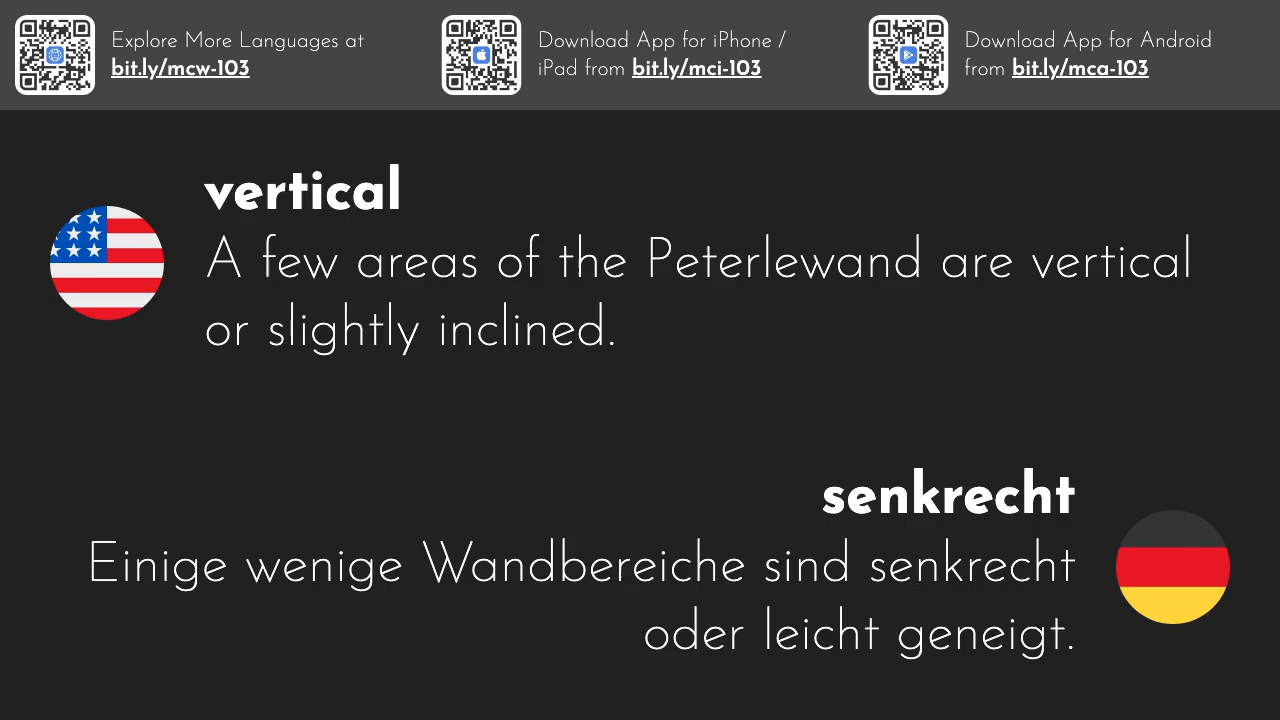 Explore More Languages at
bit.ly/mcw-103
Download App for iPhone /
iPad from bit.ly/mci-103
Download App for Android
from bit.ly/mca-103
vertical
A few areas of the Peterlewand are vertical
or slightly inclined.
senkrecht
Einige wenige Wandbereiche sind senkrecht
oder leicht geneigt.